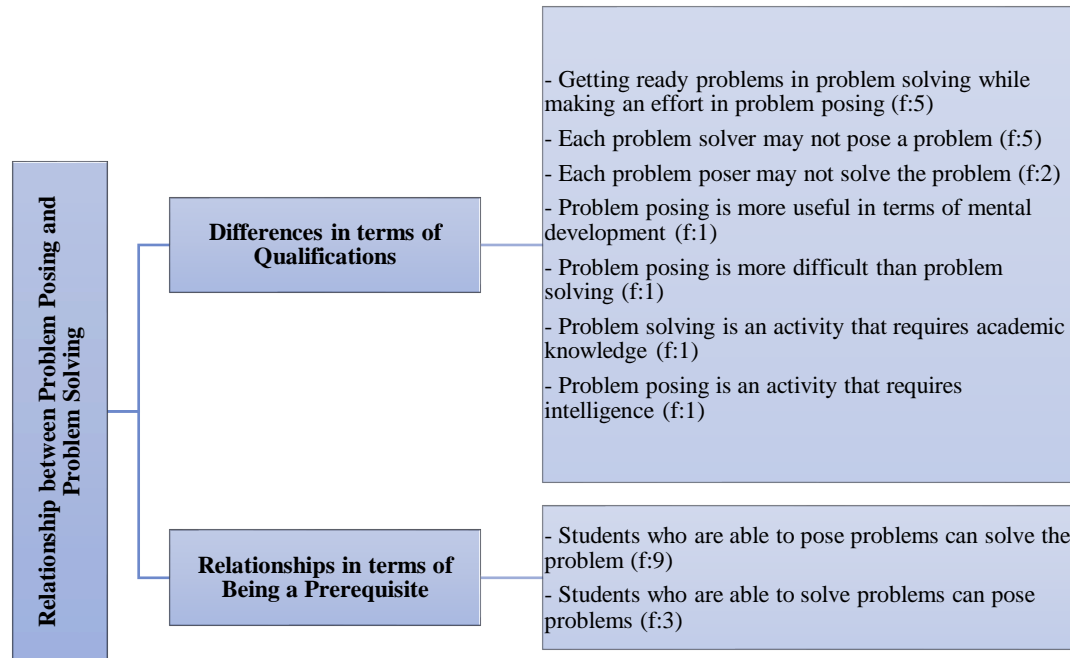 Relationship between Problem Posing and
Problem Solving
Differences in terms of
Qualifications
- Getting ready problems in problem solving while
making an effort in problem posing (f:5)
- Each problem solver may not pose a problem (f:5)
- Each problem poser may not solve the problem (f:2)
- Problem posing is more useful in terms of mental
development (f:1)
- Problem posing is more difficult than problem
solving (f:1)
- Problem solving is an activity that requires academic
knowledge (f:1)
- Problem posing is an activity that requires
intelligence (f:1)
Relationships in terms of
Being a Prerequisite
- Students who are able to pose problems can solve the
problem (f:9)
- Students who are able to solve problems can pose
problems (f:3)